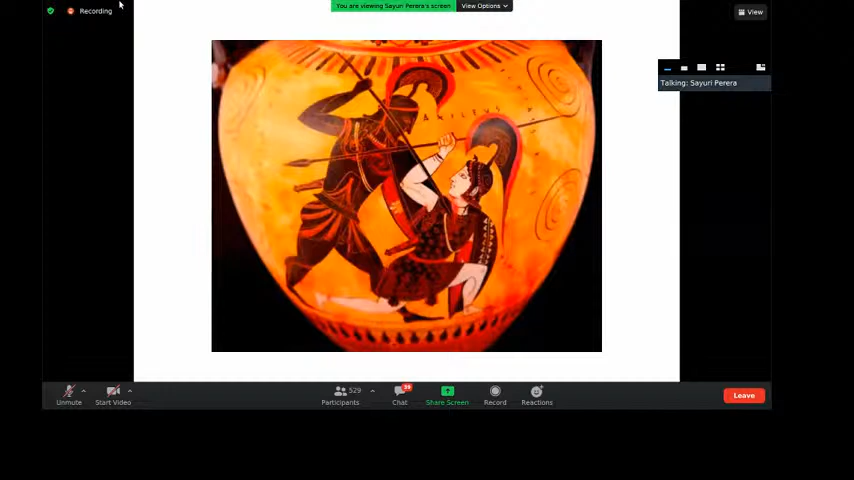 Recording
You are viewing Sayuri Perera's screen
View Options
View
Talking: Sayuri Perera
Unmute
Start Video
529
Participants
39
Chat
Share Screen
Record
Reactions
Leave